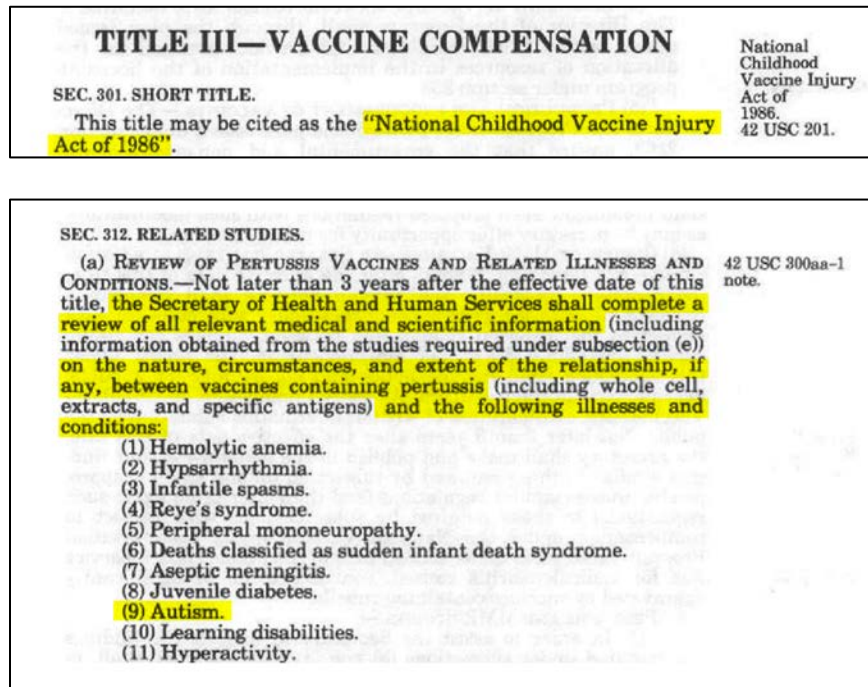 TITLE III—VACCINE COMPENSATION
National
Childhood
Vaccine Injury
Act of
1986.
42 USC 201.
SEC. 301. SHORT TITLE.
This title may be cited as the “National Childhood Vaccine Injury
Act of 1986”.
SEC. 312. RELATED STUDIES.
(a) REVIEW OF PERTUSSIS VACCINES AND RELATED ILLNESSES AND
CONDITIONS.—Not later than 3 years after the effective date of this
title, the Secretary of Health and Human Services shall complete a
review of all relevant medical and scientific information (including
information obtained from the studies required under subsection (e))
on the nature, circumstances, and extent of the relationship, if
any, between vaccines containing pertussis (including whole cell,
extracts, and specific antigens) and the following illnesses and
conditions:
(1) Hemolytic anemia.
(2) Hypsarrhythmia.
(3) Infantile spasms.
(4) Reye's syndrome.
(5) Peripheral mononeuropathy.
(6) Deaths classified as sudden infant death syndrome.
(7) Aseptic meningitis.
(8) Juvenile diabetes.
(9) Autism.
(10) Learning disabilities.
(11) Hyperactivity.
42 USC 300aa-1
note.